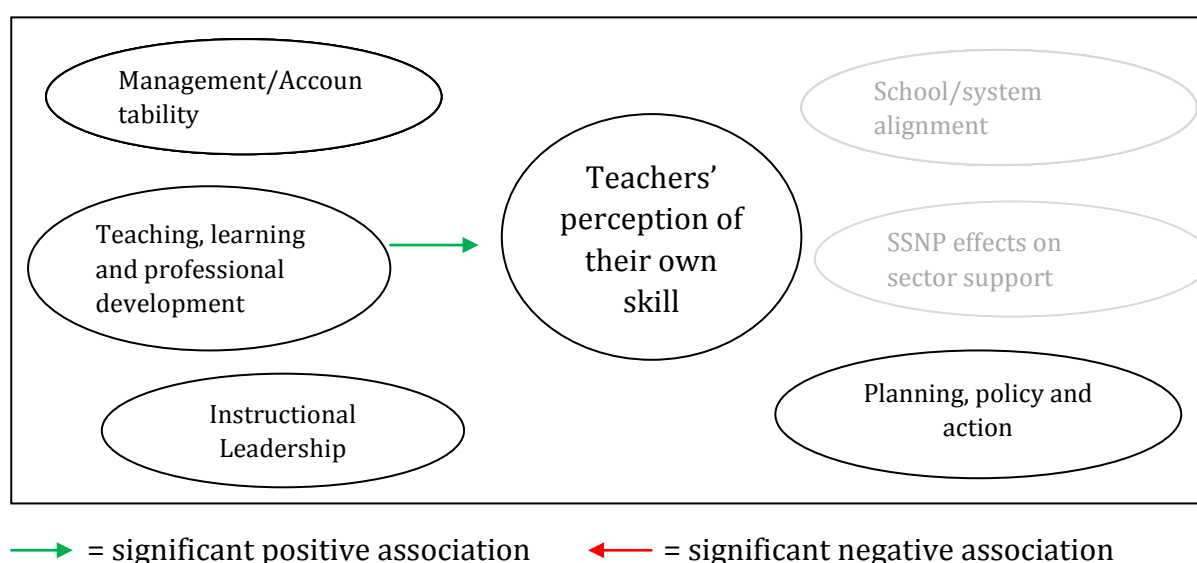 Management/Accoun
tability
Teaching, learning
and professional
development
Instructional
Leadership
Teachers’
perception of
their own
skill
School/system
alignment
SSNP effects on
sector support
Planning, policy and
action
= significant positive association
= significant negative association